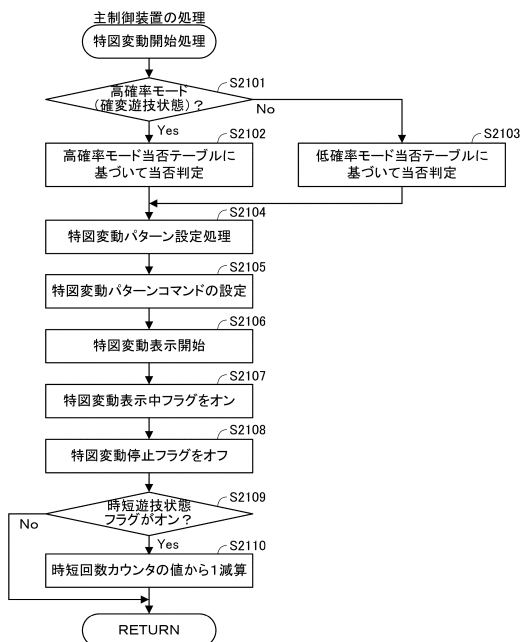 主制御装置の処理
特図変動開始処理
S2101
高確率モード
(確変遊技状態)?
No
Yes
S2102
高確率モード当否テーブルに
基づいて当否判定
S2103
低確率モード当否テーブルに
基づいて当否判定
S2104
特図変動パターン設定処理
S2105
特図変動パターンコマンドの設定
S2106
特図変動表示開始
S2107
特図変動表示中フラグをオン
S2108
特図変動停止フラグをオフ
S2109
時短遊技状態
フラグがオン?
No
Yes
S2110
時短回数カウンタの値から1減算
RETURN